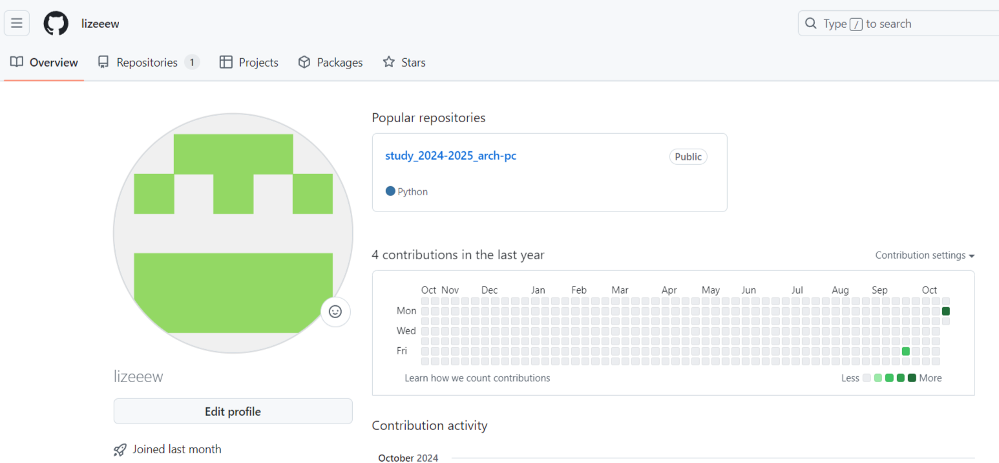 lizeeew
Type / to search
Overview Repositories 1 Projects Packages Stars
Popular repositories
study_2024-2025_arch-pc Public
Python
4 contributions in the last year
Contribution settings
Oct Nov Dec Jan Feb Mar Apr May Jun Jul Aug Sep Oct
Mon
Wed
Fri
Learn how we count contributions
Less More
lizeeew
Edit profile
Joined last month
Contribution activity
October 2024